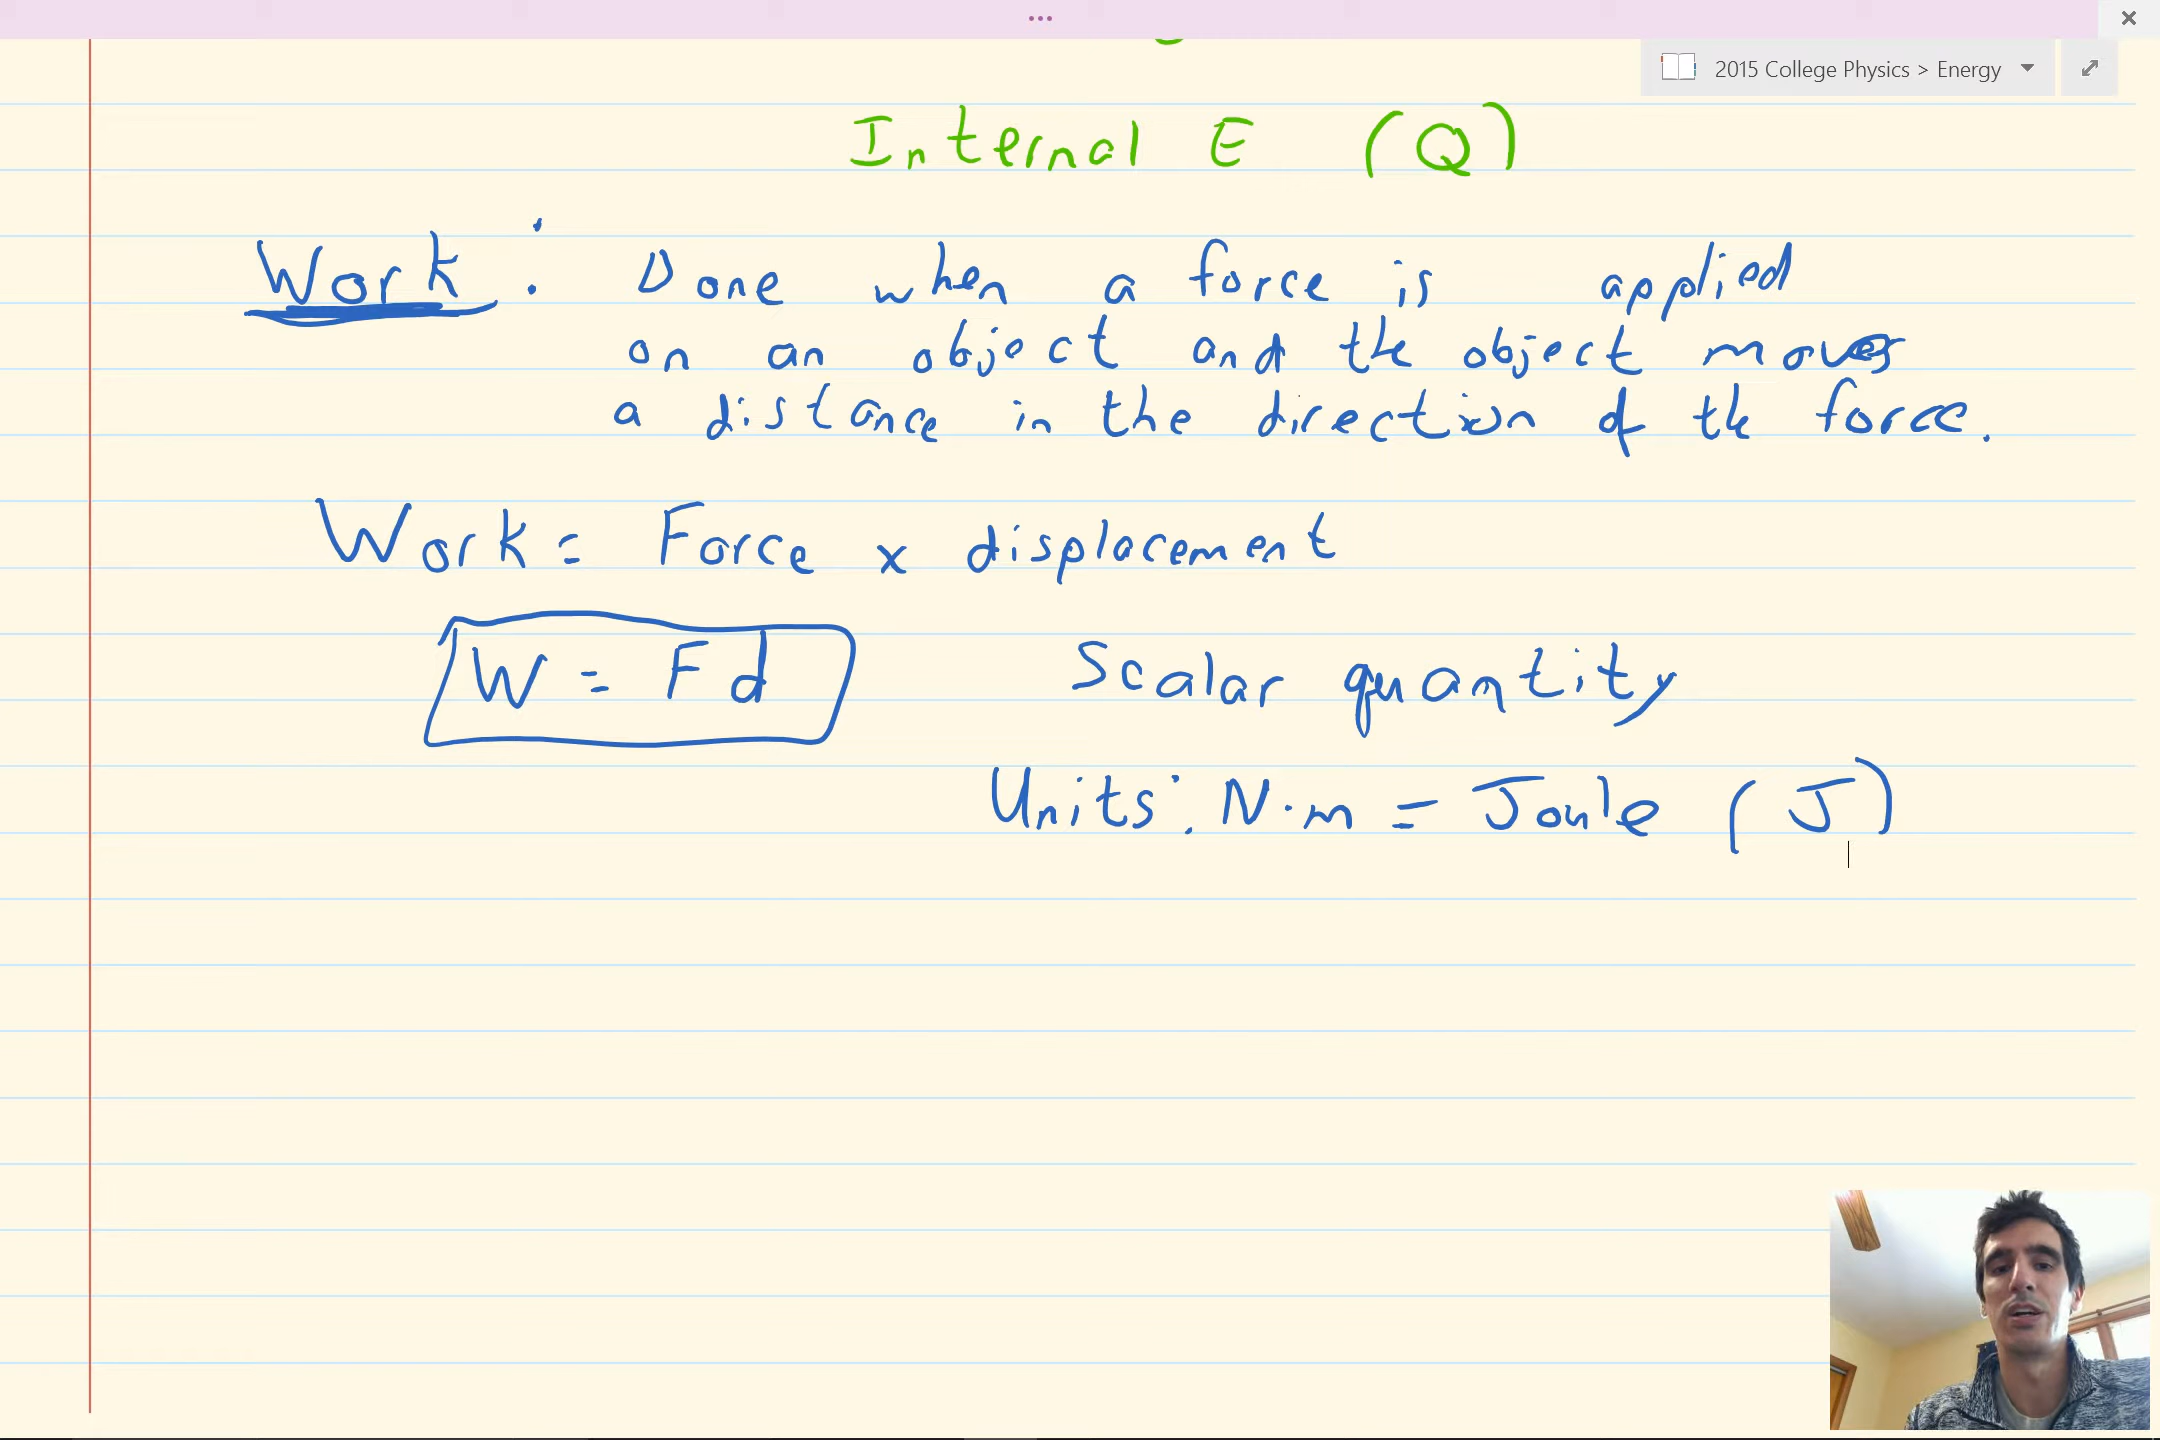 2015 College Physics > Energy
Internal E (Q)
Work: Done when a force is applied
on an object and the object moves
a distance in the direction of the force.
Work = Force x displacement
W = Fd
Scalar quantity
Units: N·m = Joule (J)